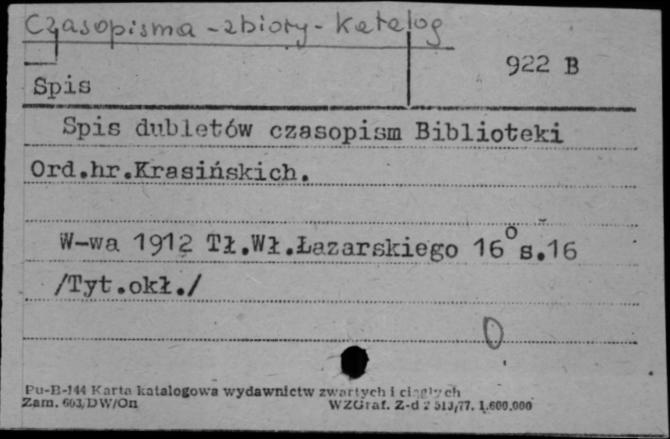 Czasopisma - zbiory - katalog
922 B
Spis
Spis dubletów czasopism Biblioteki
Ord.hr.Krasińskich.
W-wa 1912 Tł.Wł.Łazarskiego 16° s.16
/Tyt.okł./
Pu-B-144 Karta katalogowa wydawnictw zwartych i ciągłych
Zam. 603, DW/On WZGraf. Z-d 2 513/77. 1.600.000